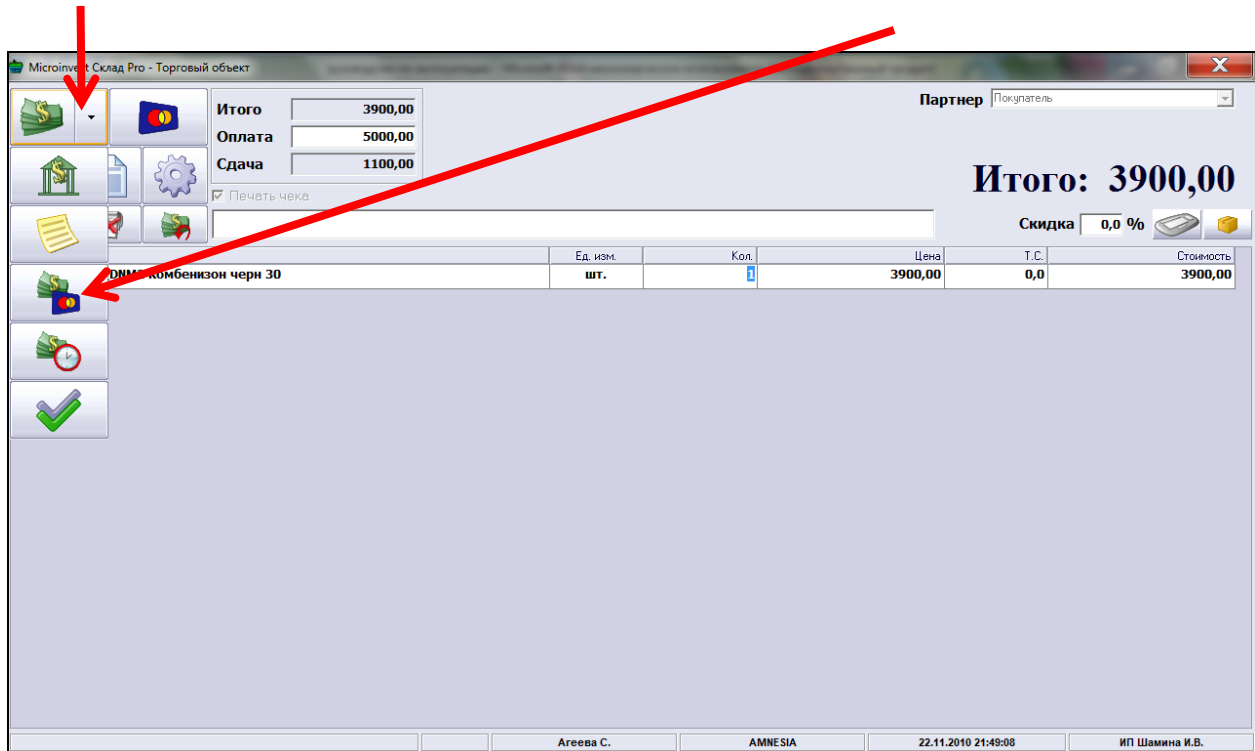 Microinvest Склад Pro - Торговый объект
X
Итого 3900,00
Оплата 5000,00
Сдача 1100,00
Печать чека
Партнер Покупатель
Итого: 3900,00
Скидка 0,0 %
Ед. изм. Кол. Цена Т.С. Стоимость
комбенизон черн 30 шт. 1 3900,00 0,0 3900,00
Агеева С. AMNESIA 22.11.2010 21:49:08 ИП Шамина И.В.